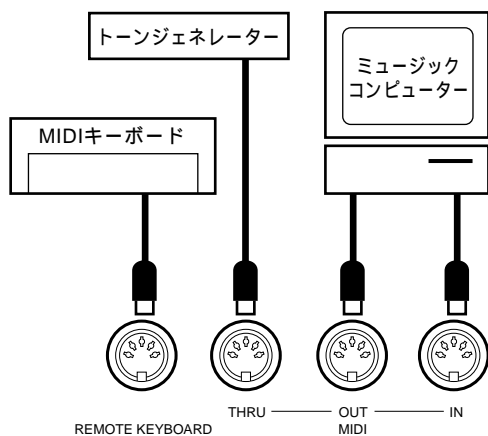 トーンジェネレーター
ミュージック
コンピューター
MIDIキーボード
THRU OUT IN
REMOTE KEYBOARD MIDI